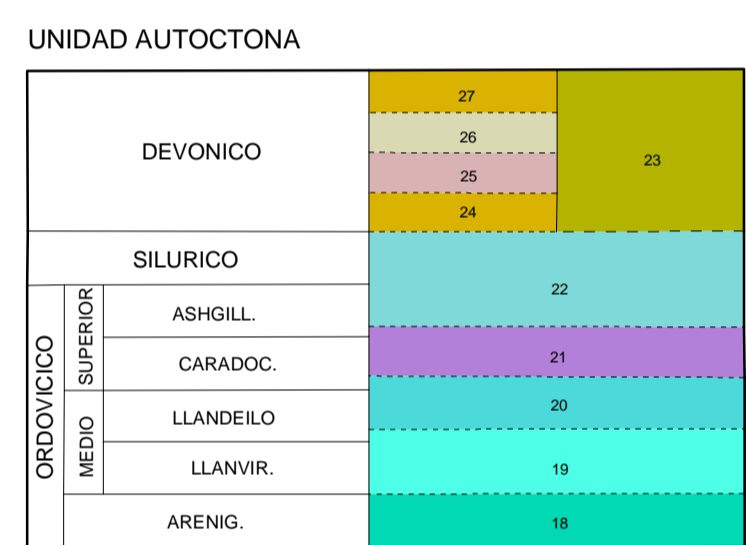 UNIDAD AUTOCTONA
DEVONICO
27
26
25
24
23
SILURICO
22
ORDOVICICO
SUPERIOR
ASHGILL.
CARADOC.
21
MEDIO
LLANDEILO
20
LLANVIR.
19
ARENIG.
18